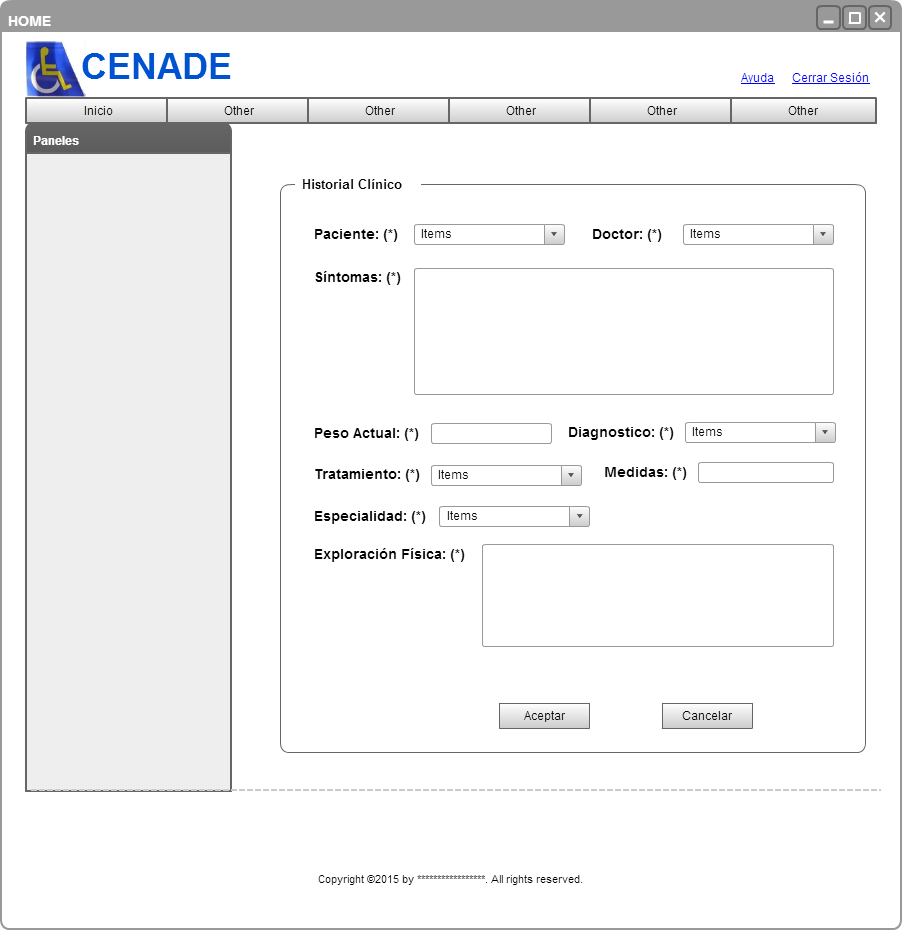 HOME
CENADE
Ayuda Cerrar Sesión
Inicio Other Other Other Other Other
Paneles
Historial Clínico
Paciente: (*) Items Doctor: (*) Items
Síntomas: (*)
Peso Actual: (*) Diagnostico: (*) Items
Tratamiento: (*) Items Medidas: (*)
Especialidad: (*) Items
Exploración Física: (*)
Aceptar Cancelar
Copyright ©2015 by *****************. All rights reserved.